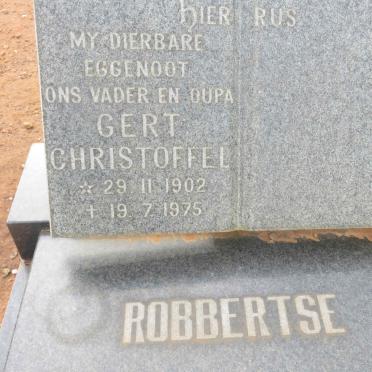 HIER RUS
MY DIERBARE
EGGENOOT
ONS VADER EN OUPA
GERT
CHRISTOFFEL
☆ 29.11.1902
† 19.7.1975
ROBBERTSE